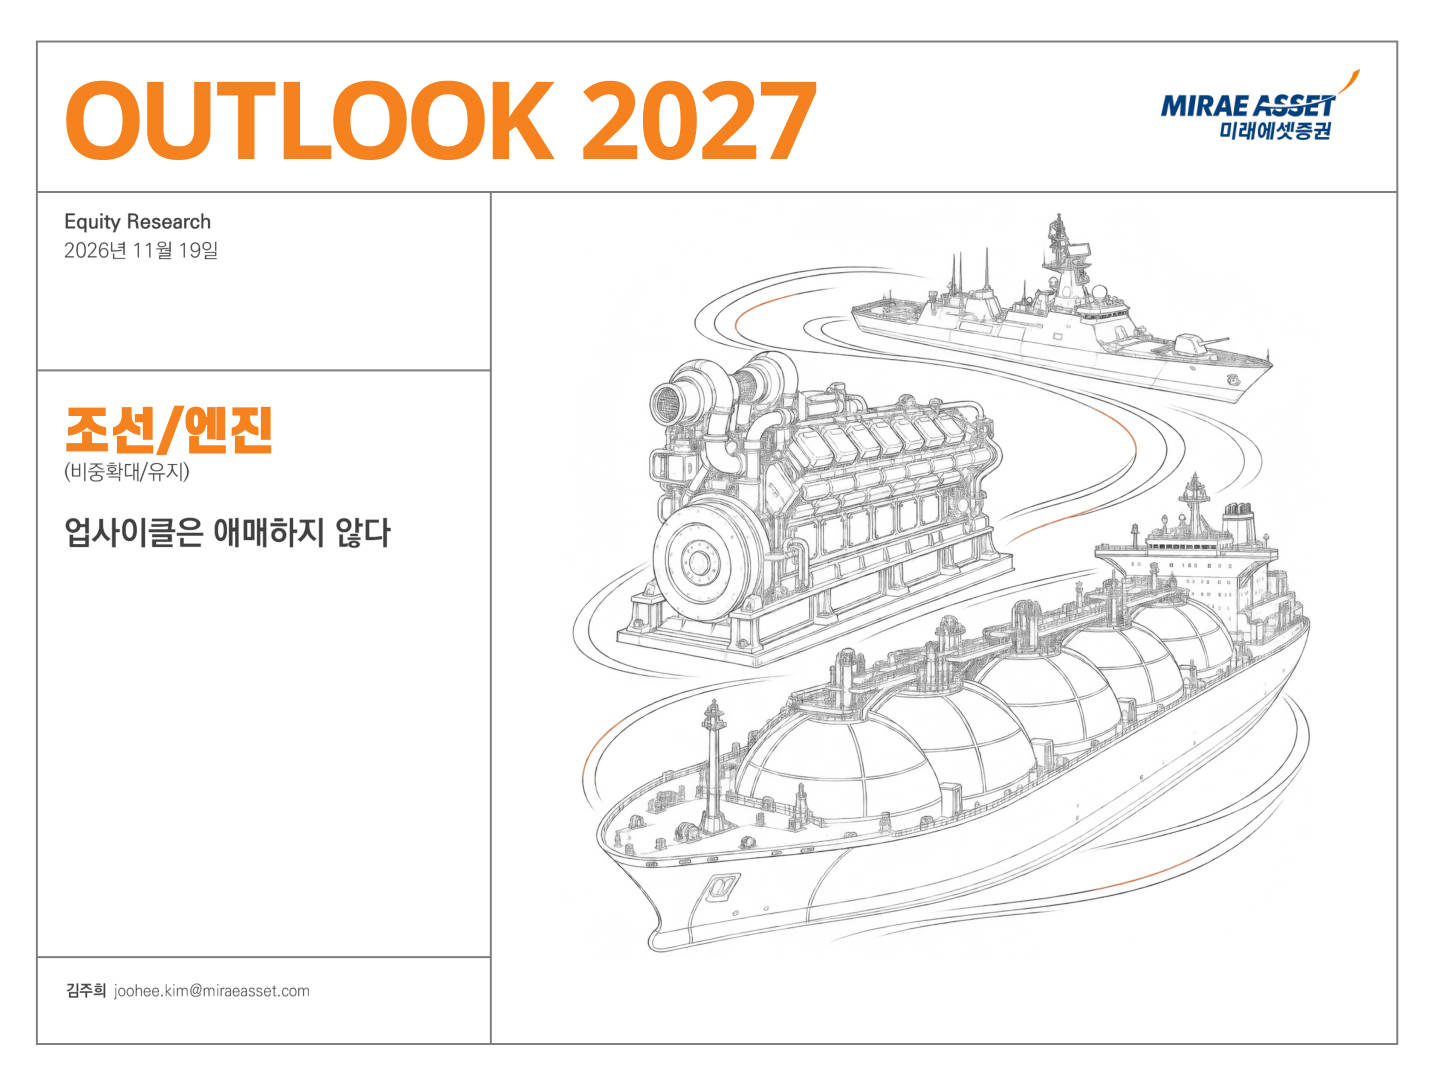 OUTLOOK 2027
MIRAE ASSET
미래에셋증권
Equity Research
2026년 11월 19일
조선/엔진
(비중확대/유지)
업사이클은 애매하지 않다
김주희 joohee.kim@miraeasset.com